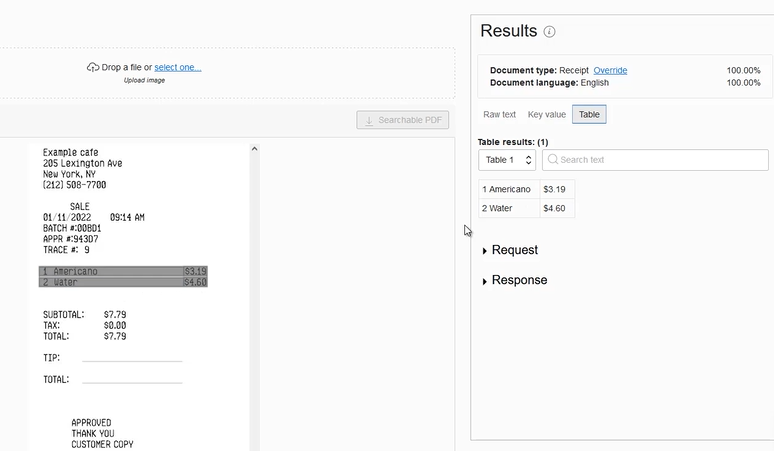 Drop a file or select one...
Upload image
Searchable PDF
Example cafe
205 Lexington Ave
New York, NY
(212) 508-7700
SALE
01/11/2022 09:14 AM
BATCH #:00BD1
APPR #:943D7
TRACE #: 9
1 Americano $3.19
2 Water $4.60
SUBTOTAL: $7.79
TAX: $0.00
TOTAL: $7.79
TIP:
TOTAL:
APPROVED
THANK YOU
CUSTOMER COPY
Results
Document type: Receipt Override 100.00%
Document language: English 100.00%
Raw text Key value Table
Table results: (1)
Table 1 Search text
1 Americano $3.19
2 Water $4.60
Request
Response